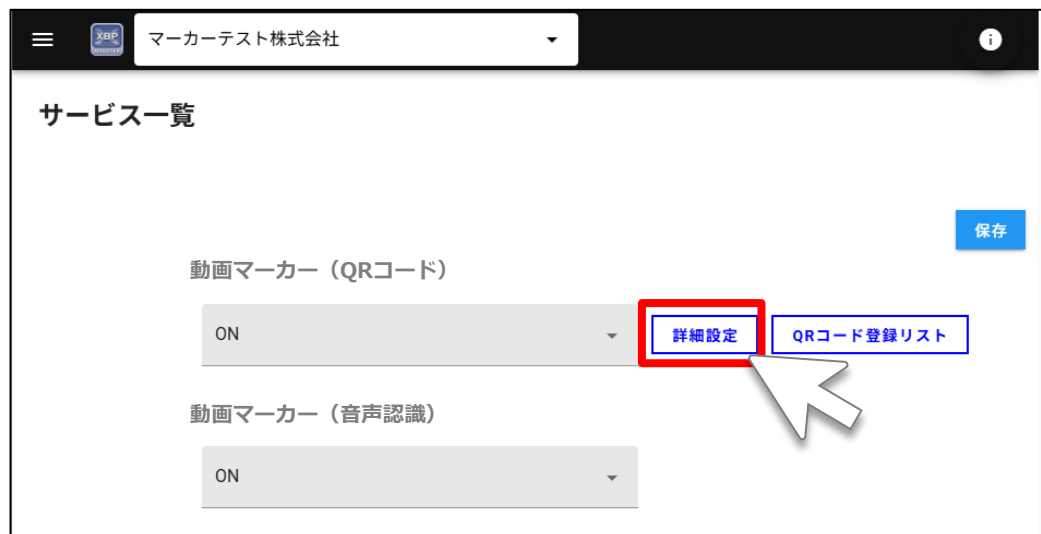 XBP
マーカーテスト株式会社
サービス一覧
保存
動画マーカー（QRコード）
ON
詳細設定
QRコード登録リスト
動画マーカー（音声認識）
ON